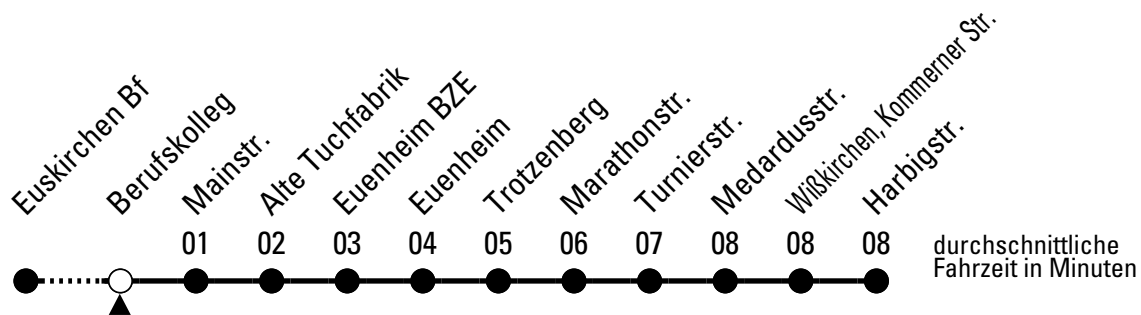 Euskirchen Bf
Berufskolleg
Mainstr.
Alte Tuchfabrik
Euenheim BZE
Euenheim
Trotzenberg
Marathonstr.
Turnierstr.
Medardusstr.
Wißkirchen, Kommerner Str.
Harbigstr.
01 02 03 04 05 06 07 08 08 08
durchschnittliche
Fahrzeit in Minuten